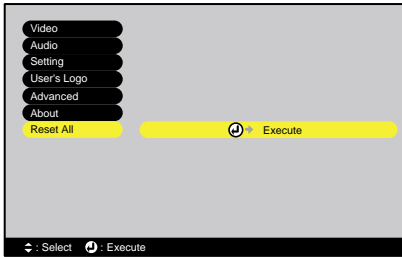 Video
Audio
Setting
User's Logo
Advanced
About
Reset All Execute
: Select : Execute